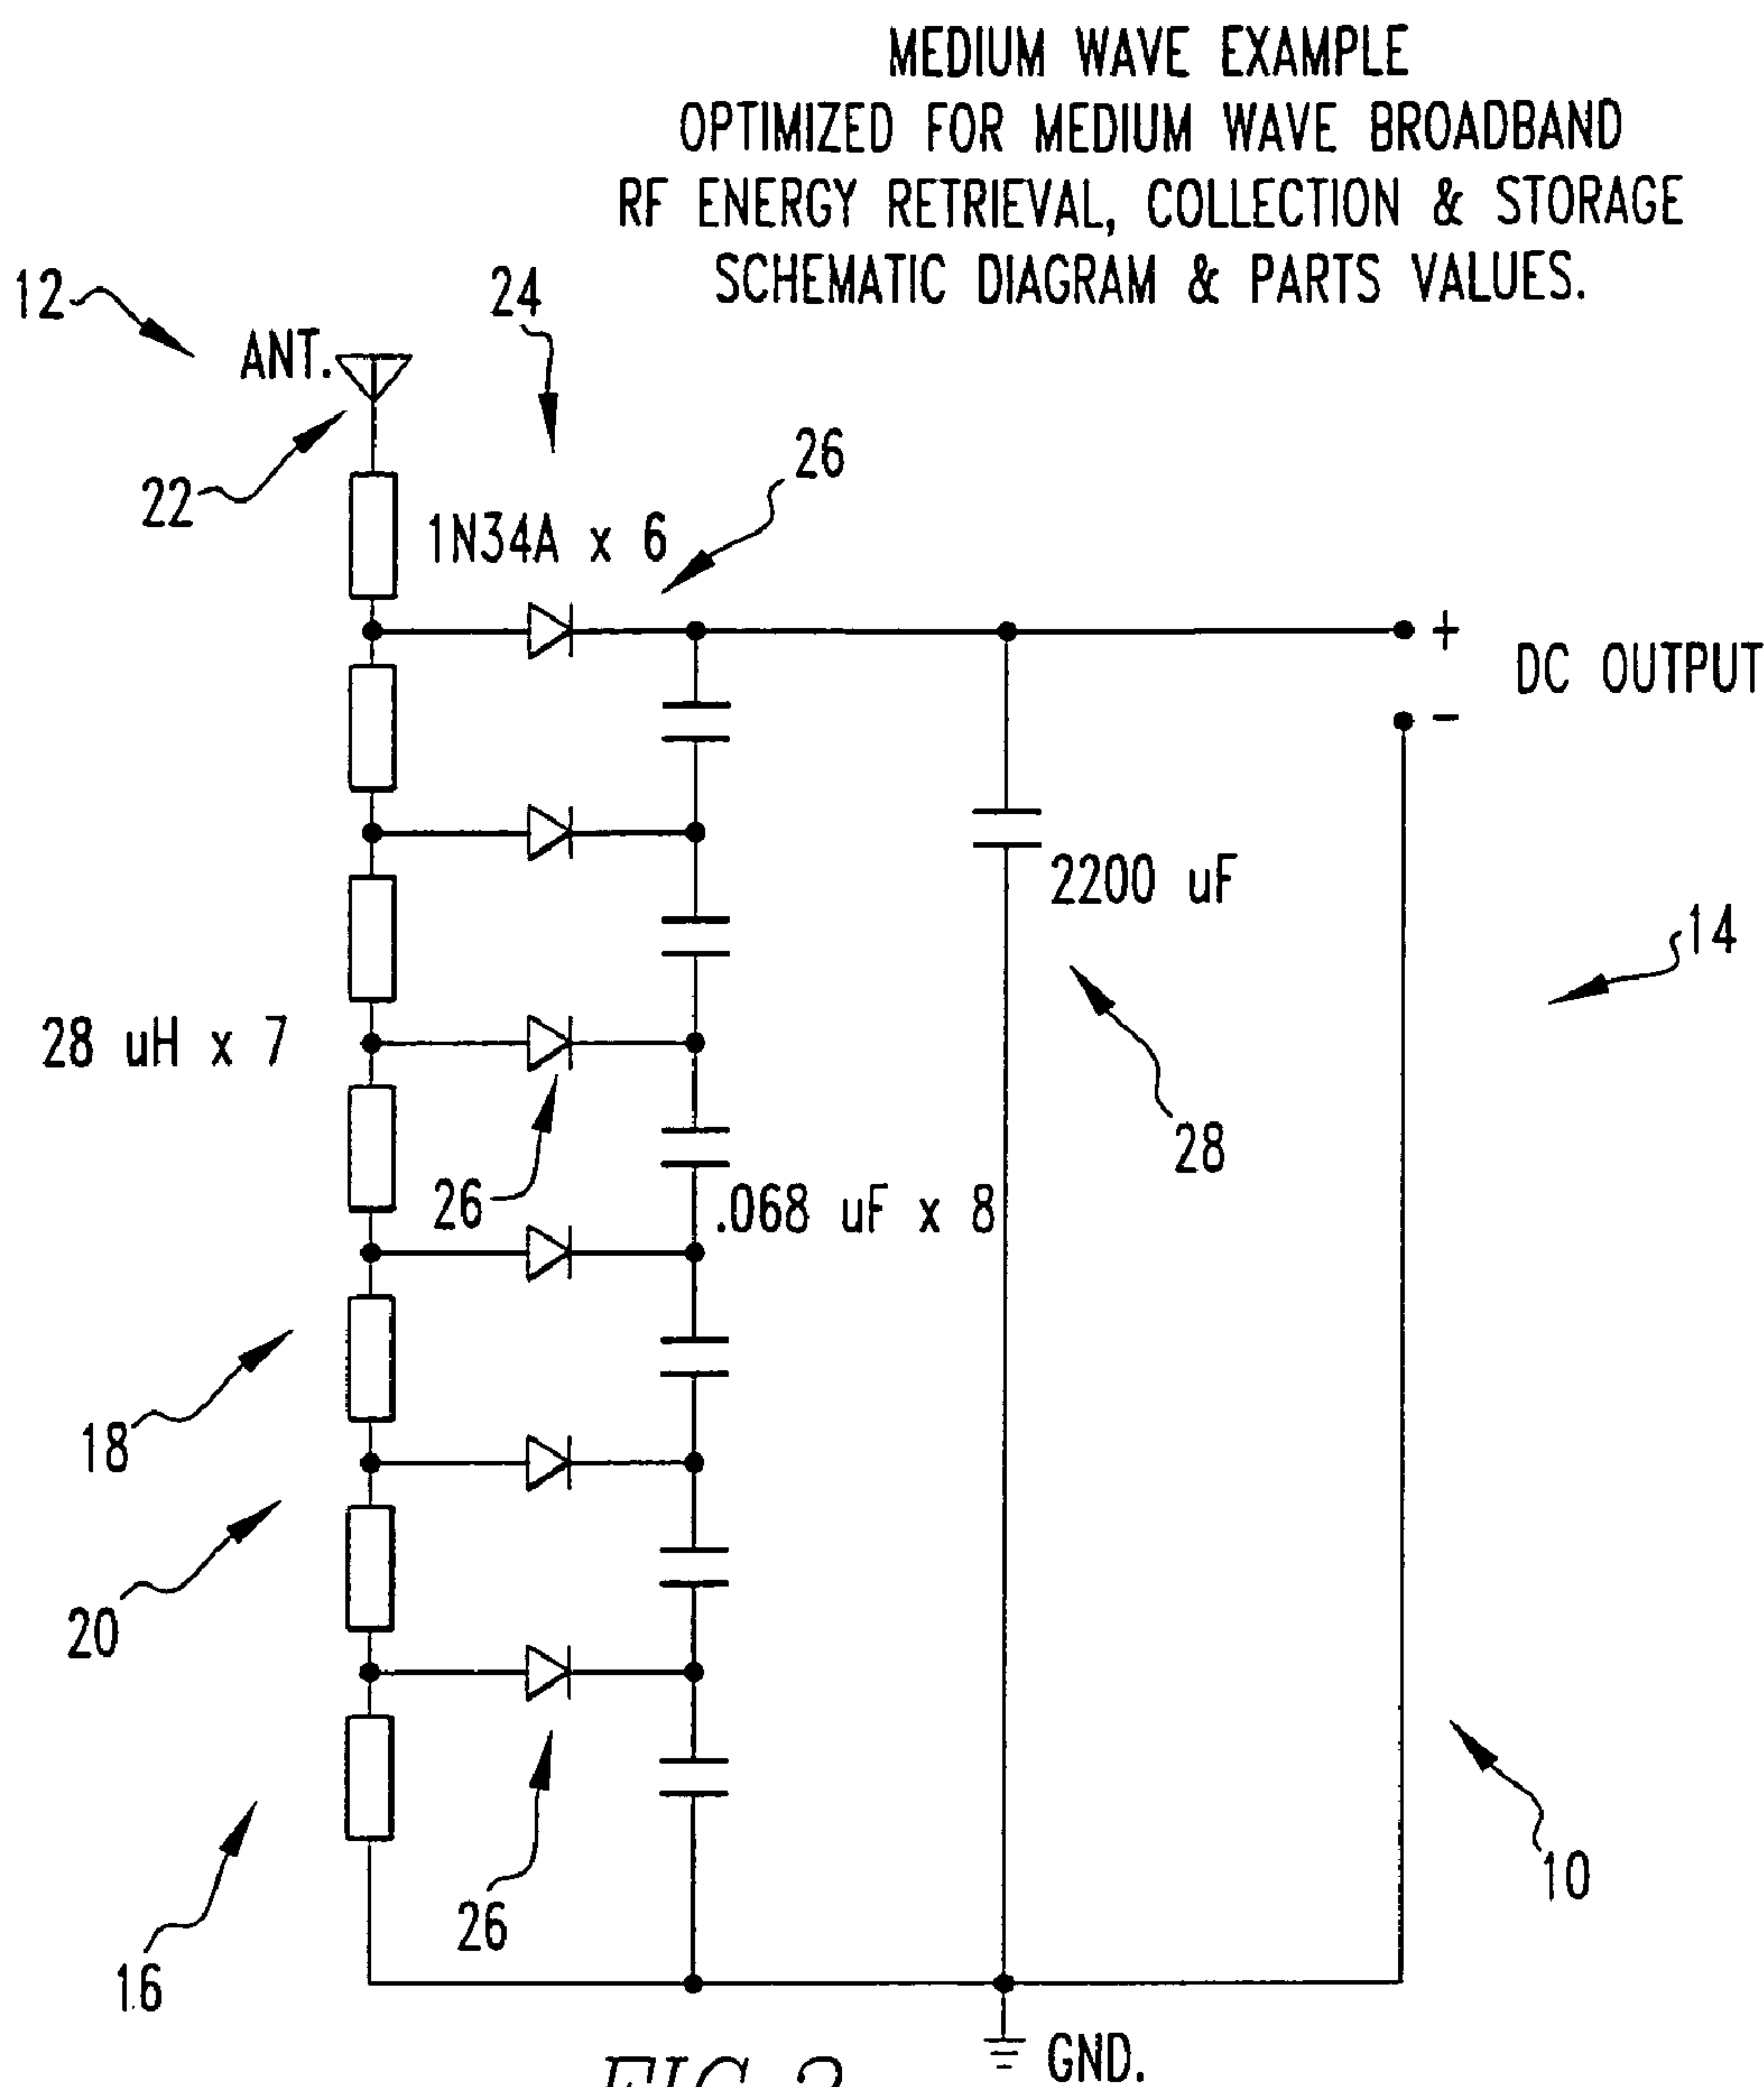 MEDIUM WAVE EXAMPLE
OPTIMIZED FOR MEDIUM WAVE BROADBAND
RF ENERGY RETRIEVAL, COLLECTION & STORAGE
SCHEMATIC DIAGRAM & PARTS VALUES.
12
24
ANT.
26
22
1N34A x 6
+
DC OUTPUT
-
2200 uF
14
28 uH x 7
28
26
.068 uF x 8
18
20
10
26
16
GND.
FIG. 2